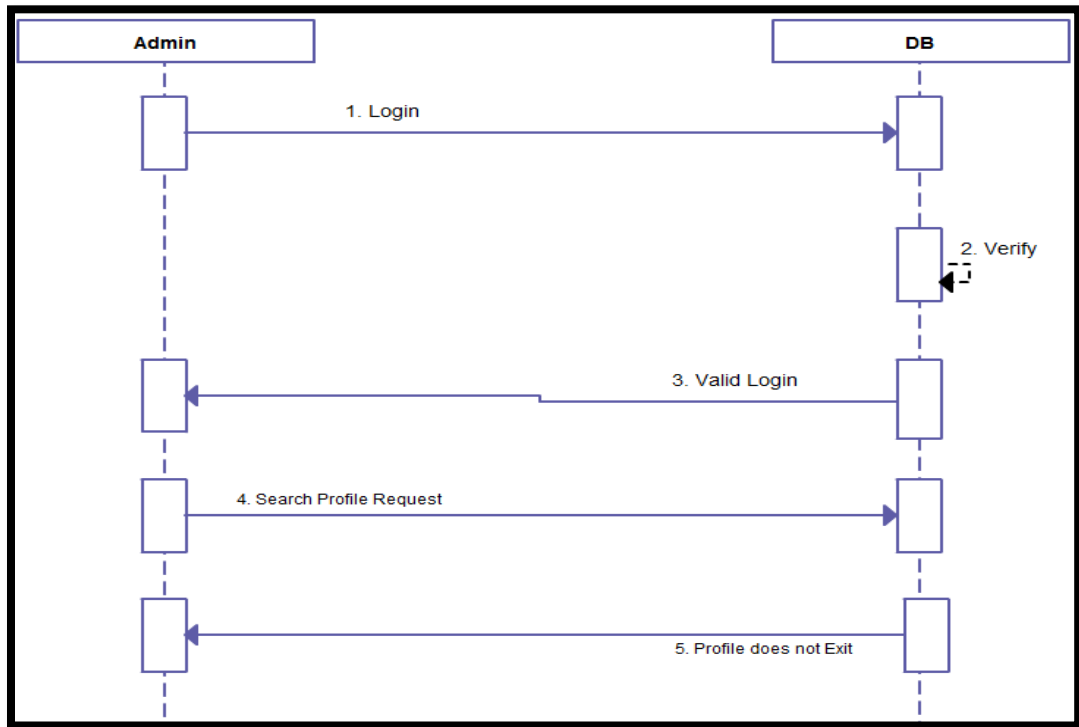 Admin
DB
1. Login
2. Verify
3. Valid Login
4. Search Profile Request
5. Profile does not Exit